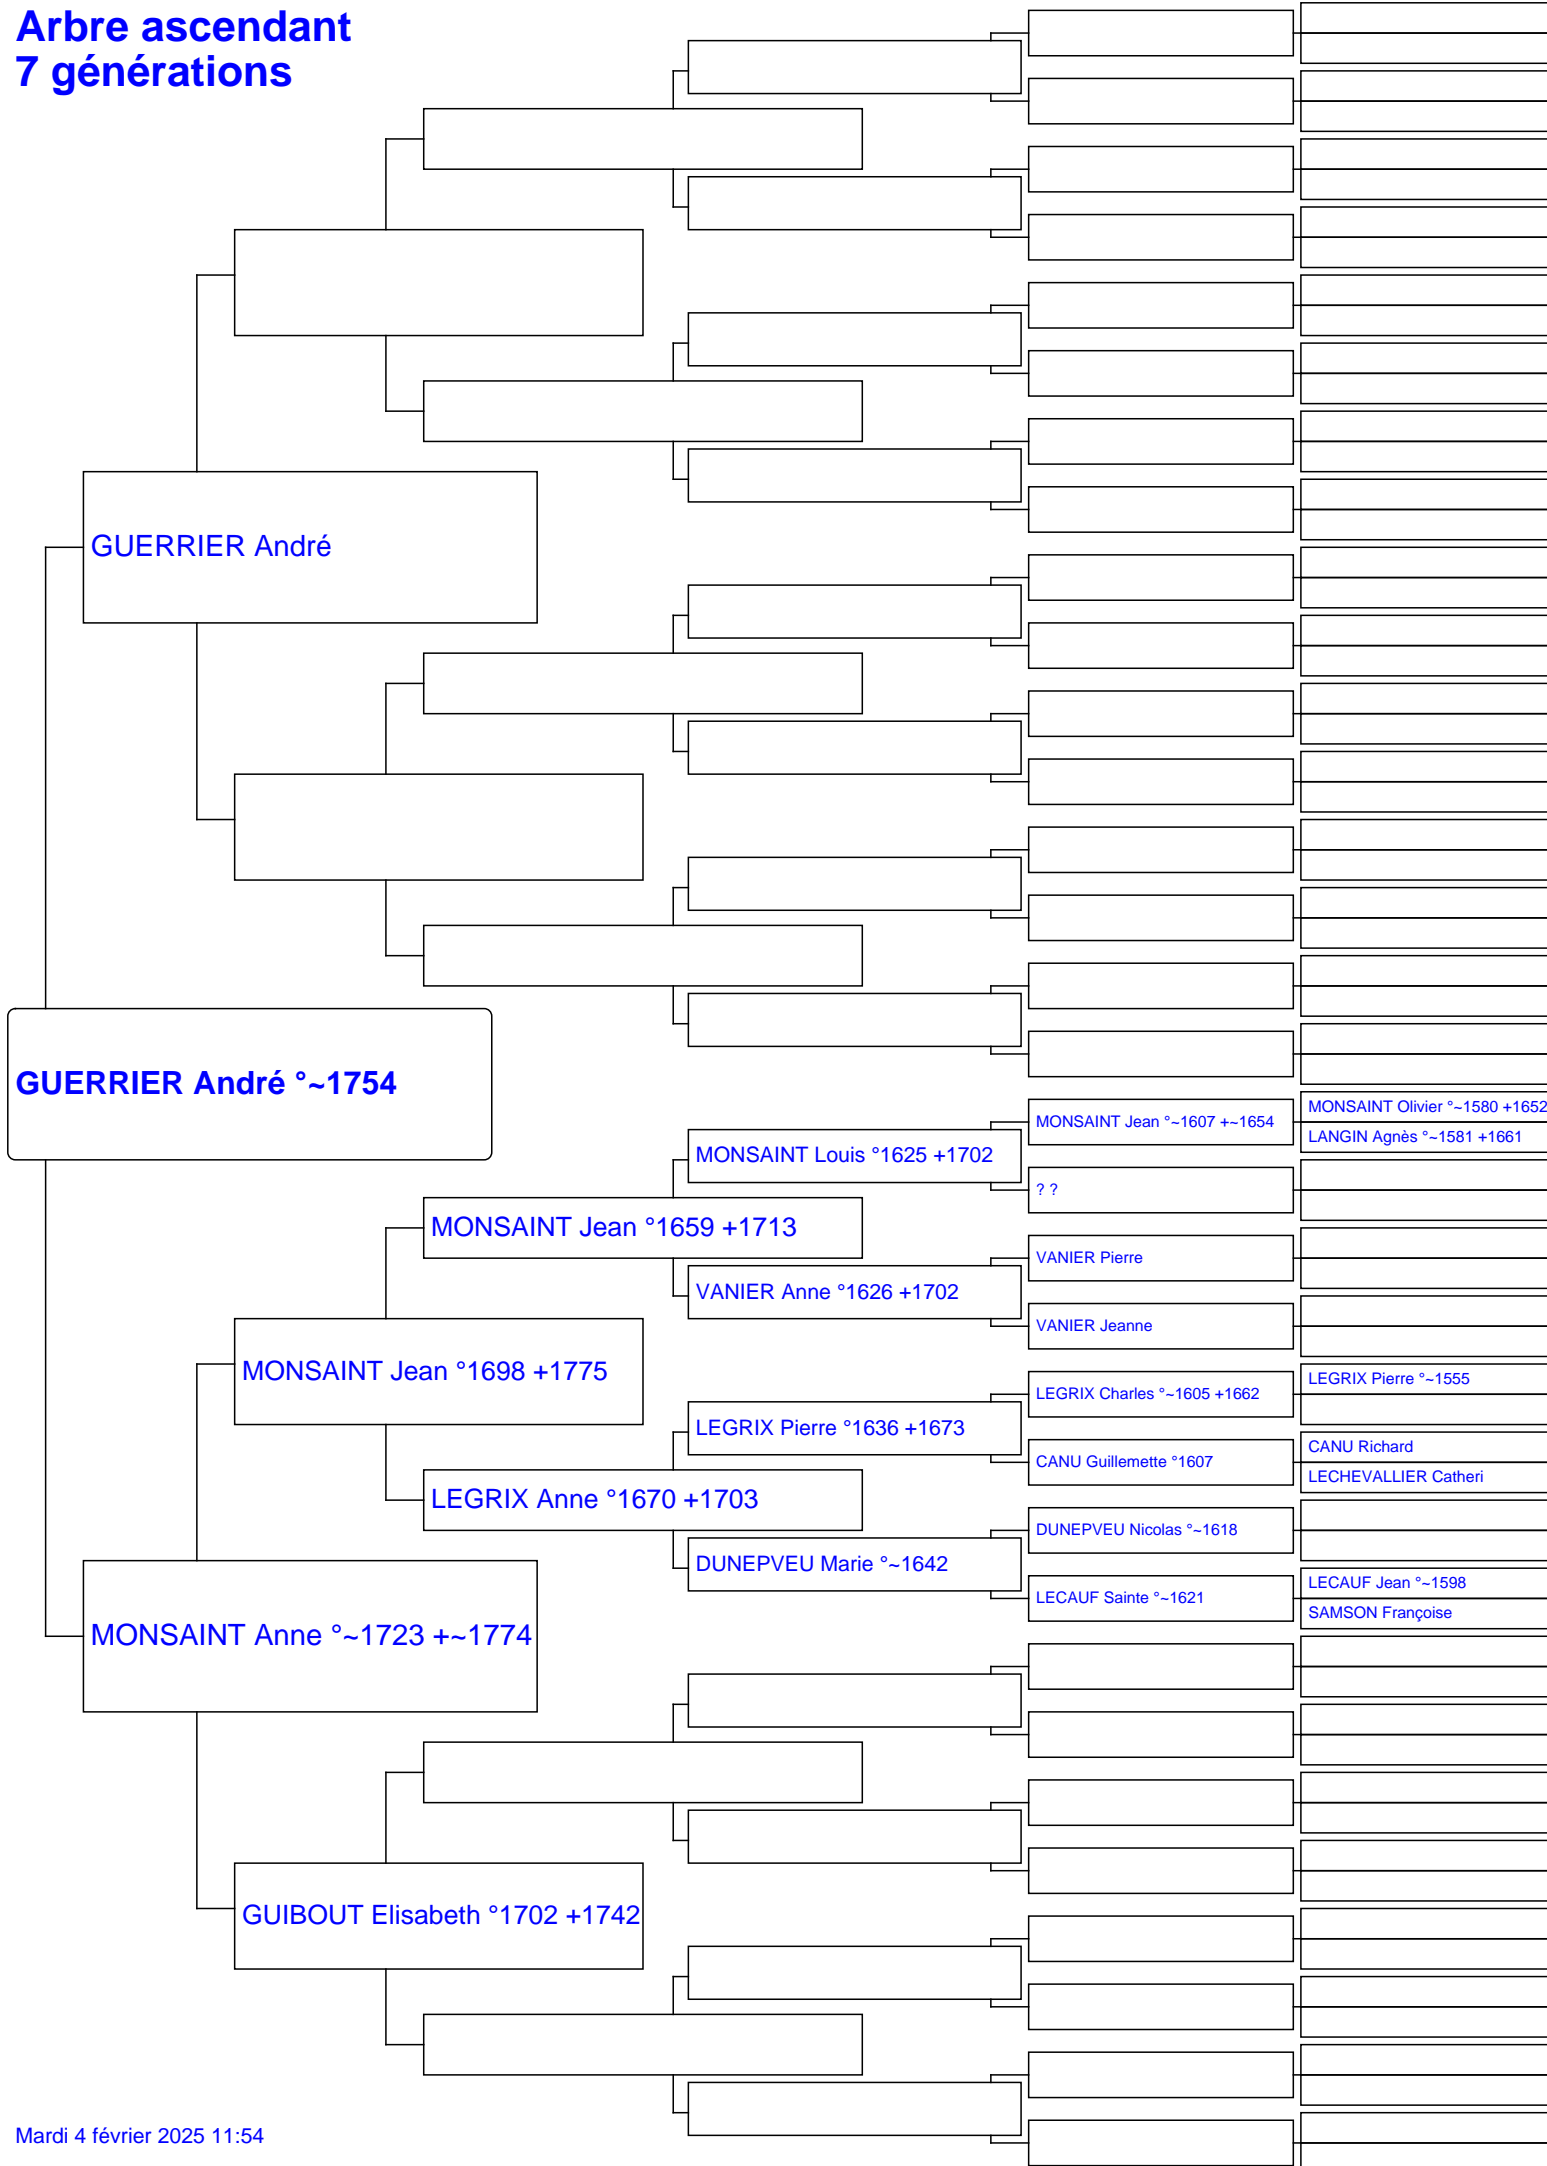 Arbre ascendant
7 générations
GUERRIER André
GUERRIER André °~1754
MONSAINT Jean °~1607 +~1654
MONSAINT Olivier °~1580 +1652
LANGIN Agnès °~1581 +1661
MONSAINT Louis °1625 +1702
? ?
MONSAINT Jean °1659 +1713
VANIER Pierre
VANIER Anne °1626 +1702
VANIER Jeanne
MONSAINT Jean °1698 +1775
LEGRIX Charles °~1605 +1662
LEGRIX Pierre °~1555
LEGRIX Pierre °1636 +1673
CANU Guillemette °1607
CANU Richard
LECHEVALLIER Catheri
LEGRIX Anne °1670 +1703
DUNEPVEU Nicolas °~1618
DUNEPVEU Marie °~1642
LECAUF Sainte °~1621
LECAUF Jean °~1598
SAMSON Françoise
MONSAINT Anne °~1723 +~1774
GUIBOUT Elisabeth °1702 +1742
Mardi 4 février 2025 11:54